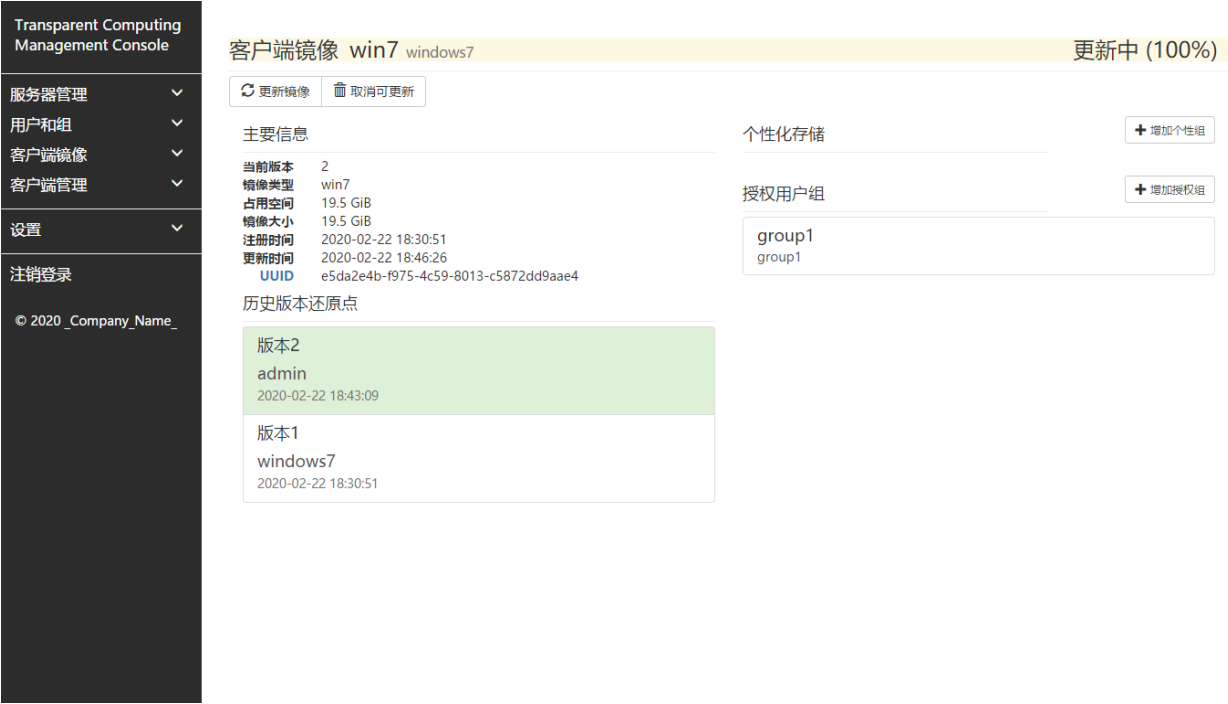 Transparent Computing
Management Console
服务器管理
用户和组
客户端镜像
客户端管理
设置
注销登录
© 2020 _Company_Name_
客户端镜像 win7 windows7
更新中 (100%)
更新镜像
取消可更新
主要信息
当前版本 2
镜像类型 win7
占用空间 19.5 GiB
镜像大小 19.5 GiB
注册时间 2020-02-22 18:30:51
更新时间 2020-02-22 18:46:26
UUID e5da2e4b-f975-4c59-8013-c5872dd9aae4
历史版本还原点
版本2
admin
2020-02-22 18:43:09
版本1
windows7
2020-02-22 18:30:51
个性化存储
增加个性组
授权用户组
增加授权组
group1
group1